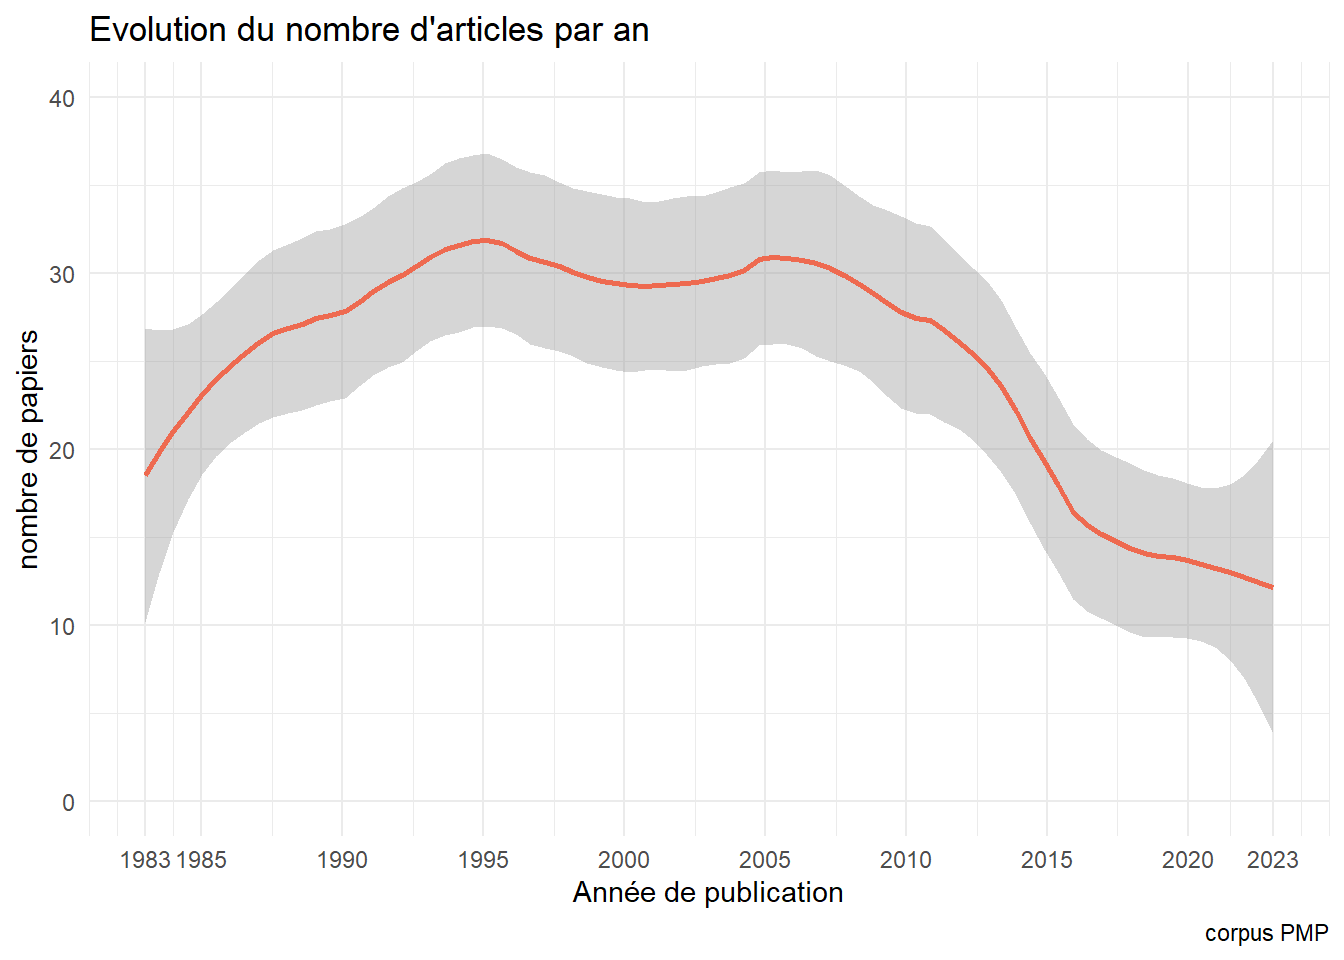 Evolution du nombre d'articles par an
nombre de papiers
40
30
20
10
0
1983 1985 1990 1995 2000 2005 2010 2015 2020 2023
Année de publication
corpus PMP